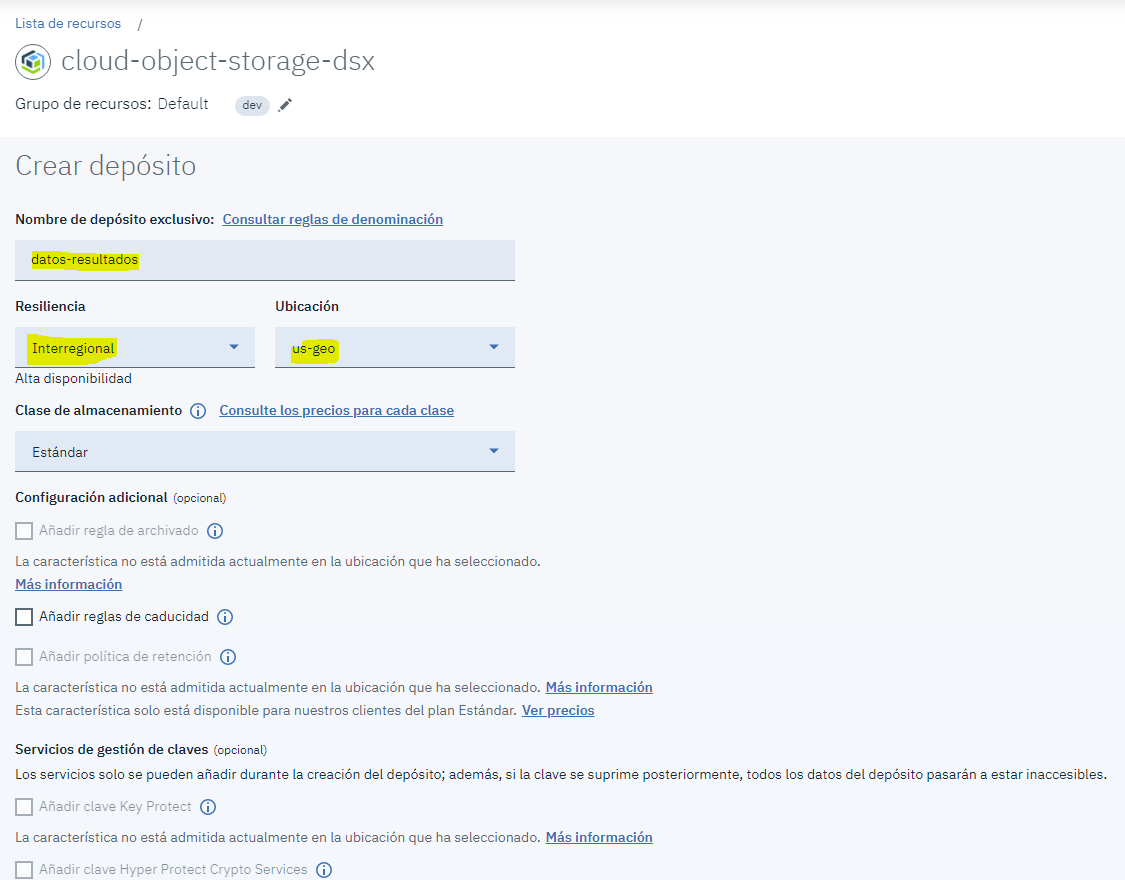 Lista de recursos /
cloud-object-storage-dsx
Grupo de recursos: Default dev
Crear depósito
Nombre de depósito exclusivo: Consultar reglas de denominación
datos-resultados
Resiliencia Ubicación
Interregional us-geo
Alta disponibilidad
Clase de almacenamiento Consulte los precios para cada clase
Estándar
Configuración adicional (opcional)
Añadir regla de archivado
La característica no está admitida actualmente en la ubicación que ha seleccionado.
Más información
Añadir reglas de caducidad
Añadir política de retención
La característica no está admitida actualmente en la ubicación que ha seleccionado. Más información
Esta característica solo está disponible para nuestros clientes del plan Estándar. Ver precios
Servicios de gestión de claves (opcional)
Los servicios solo se pueden añadir durante la creación del depósito; además, si la clave se suprime posteriormente, todos los datos del depósito pasarán a estar inaccesibles.
Añadir clave Key Protect
La característica no está admitida actualmente en la ubicación que ha seleccionado. Más información
Añadir clave Hyper Protect Crypto Services